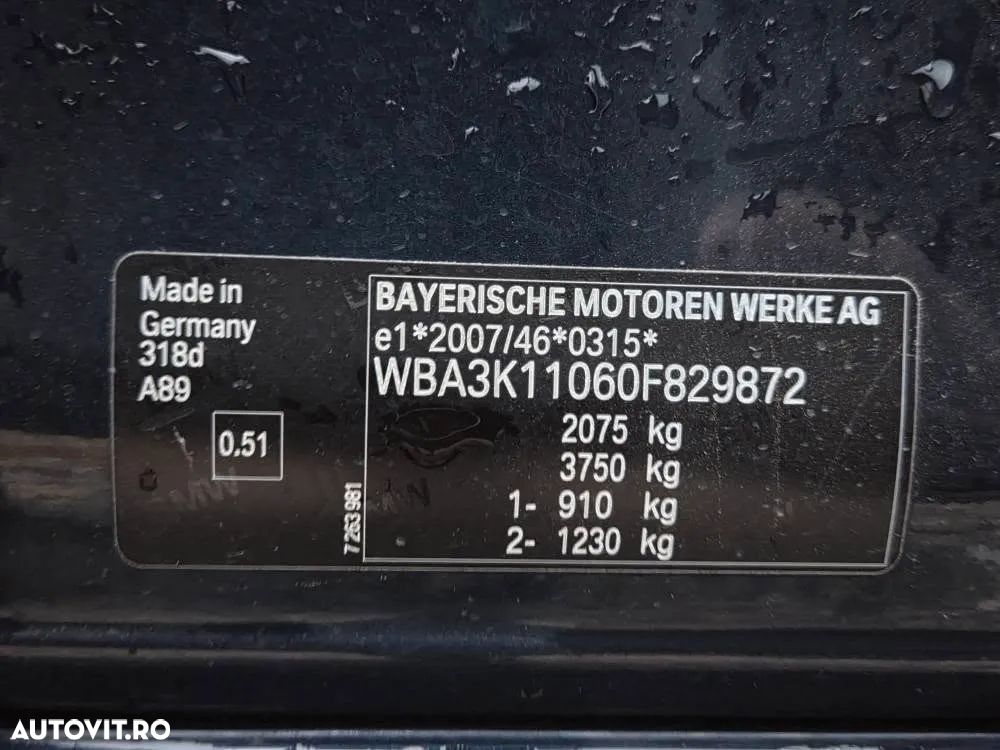 Made in
Germany
318d
A89
0.51
7263981
BAYERISCHE MOTOREN WERKE AG
e1*2007/46*0315*
WBA3K11060F829872
2075 kg
3750 kg
1- 910 kg
2- 1230 kg
AUTOVIT.RO